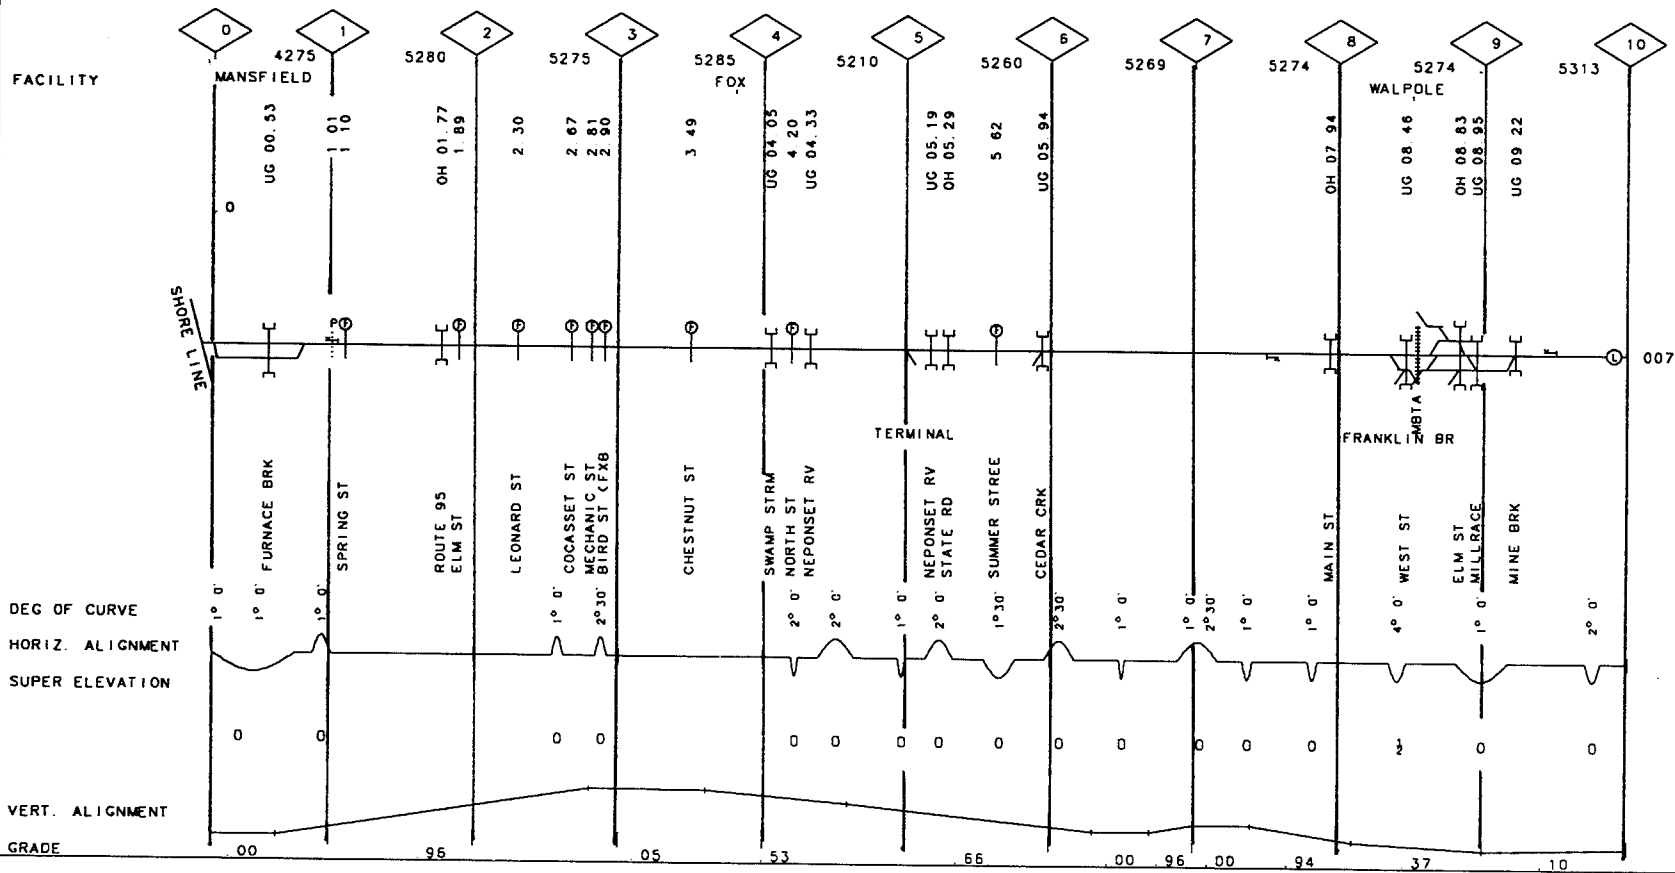 0 1 2 3 4 5 6 7 8 9 10
4275 5280 5275 5285 5210 5260 5269 5274 5274 5313
FACILITY
MANSFIELD
FOX
WALPOLE
UG 00.53
1 01
1 10
OH 01.77
1.89
2.30
2.67
2.81
2.90
3 49
UG 04 05
4 20
UG 04.33
UG 05.19
OH 05.29
5 62
UG 05.94
OH 07 94
UG 08.46
OH 08.83
UG 08.95
UG 09 22
0
SHORE LINE
P F F F F F F F F F L
007
MBTA
TERMINAL
FRANKLIN BR
FURNACE BRK
SPRING ST
ROUTE 95
ELM ST
LEONARD ST
COCASSET ST
MECHANIC ST
BIRD ST (FXB
CHESTNUT ST
SWAMP STRM
NORTH ST
NEPONSET RV
NEPONSET RV
STATE RD
SUMMER STREE
CEDAR CRK
MAIN ST
WEST ST
ELM ST
MILLRACE
MINE BRK
DEG OF CURVE
1° 0' 1° 0' 1° 0' 1° 0' 2°30' 2° 0' 2° 0' 1° 0' 2° 0' 1°30' 2°30' 1° 0' 1° 0' 2°30' 1° 0' 1° 0' 4° 0' 1° 0' 2° 0'
HORIZ. ALIGNMENT
SUPER ELEVATION
0 0 0 0 0 0 0 0 0 0 0 0 0 0 ½ 0 0
VERT. ALIGNMENT
GRADE
.00 .96 .05 .53 .66 .00 .96 .00 .94 .37 .10